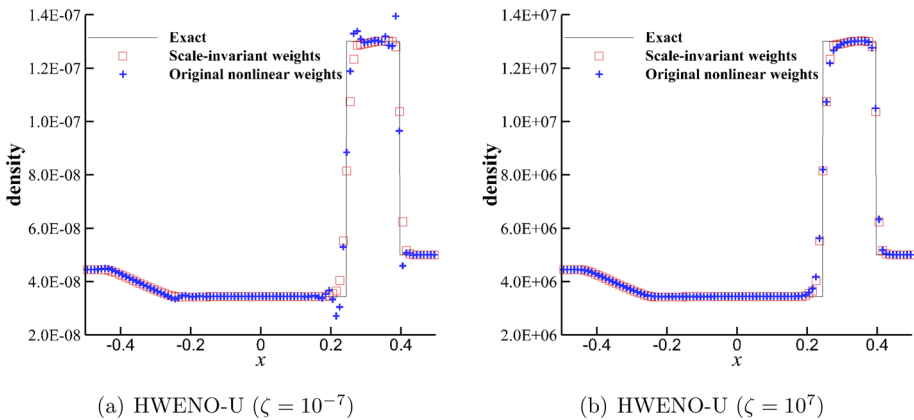 1.4E-07
1.2E-07
1.0E-07
8.0E-08
6.0E-08
4.0E-08
2.0E-08
density
Exact
Scale-invariant weights
Original nonlinear weights
-0.4 -0.2 0 0.2 0.4
x
(a) HWENO-U (ζ = 10⁻⁷)
1.4E+07
1.2E+07
1.0E+07
8.0E+06
6.0E+06
4.0E+06
2.0E+06
density
Exact
Scale-invariant weights
Original nonlinear weights
-0.4 -0.2 0 0.2 0.4
x
(b) HWENO-U (ζ = 10⁷)